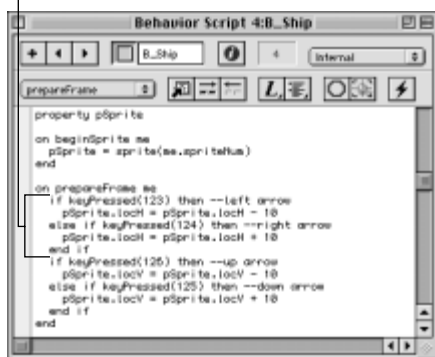 Behavior Script 4:B_Ship
B_Ship
4
Internal
prepareFrame
L
property pSprite
on beginSprite me
pSprite = sprite(me.spriteNum)
end
on prepareFrame me
if keyPressed(123) then --left arrow
pSprite.locH = pSprite.locH - 10
else if keyPressed(124) then --right arrow
pSprite.locH = pSprite.locH + 10
end if
if keyPressed(126) then --up arrow
pSprite.locV = pSprite.locV - 10
else if keyPressed(125) then --down arrow
pSprite.locV = pSprite.locV + 10
end if
end